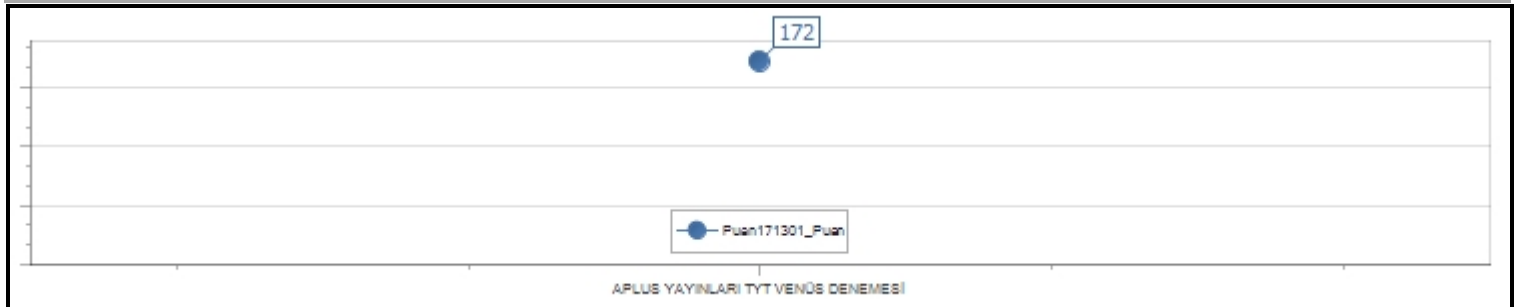 172
Puan171301_Puan
APLUS YAYINLARI TYT VENÜS DENEMESİ